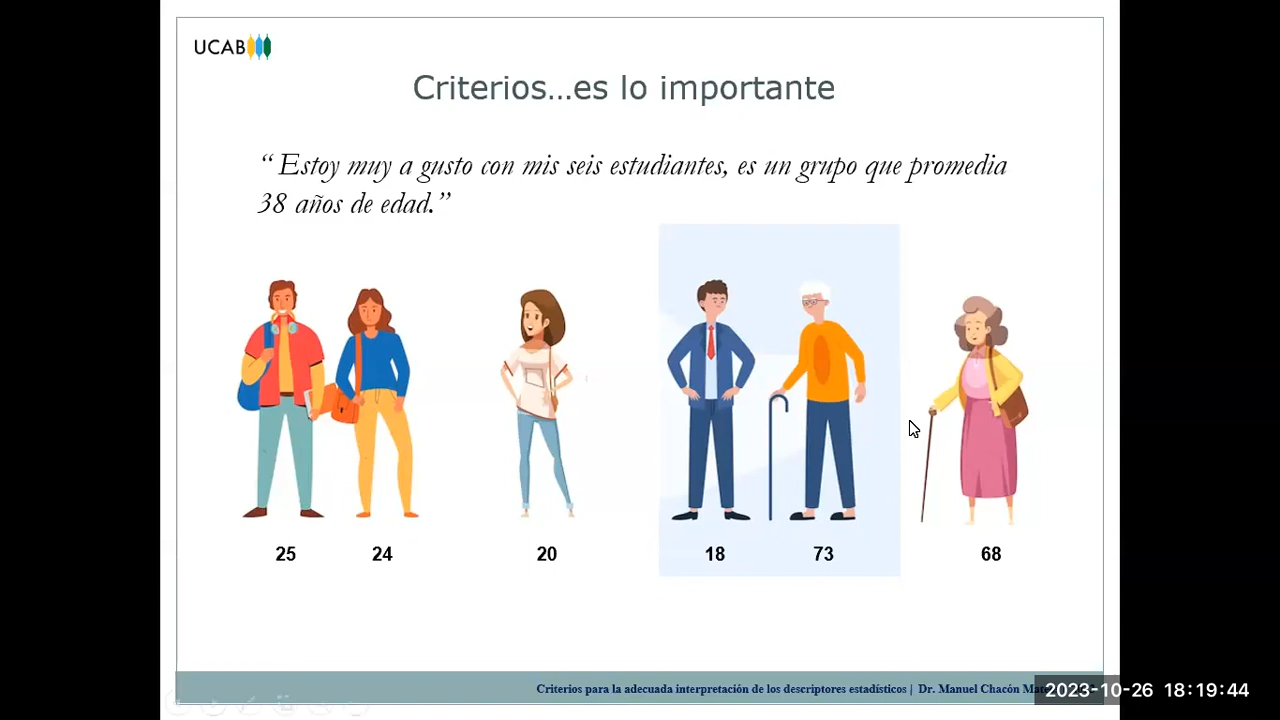 UCAB
Criterios...es lo importante
“ Estoy muy a gusto con mis seis estudiantes, es un grupo que promedia
38 años de edad.”
25 24 20 18 73 68
Criterios para la adecuada interpretación de los descriptores estadísticos | Dr. Manuel Chacón
2023-10-26 18:19:44